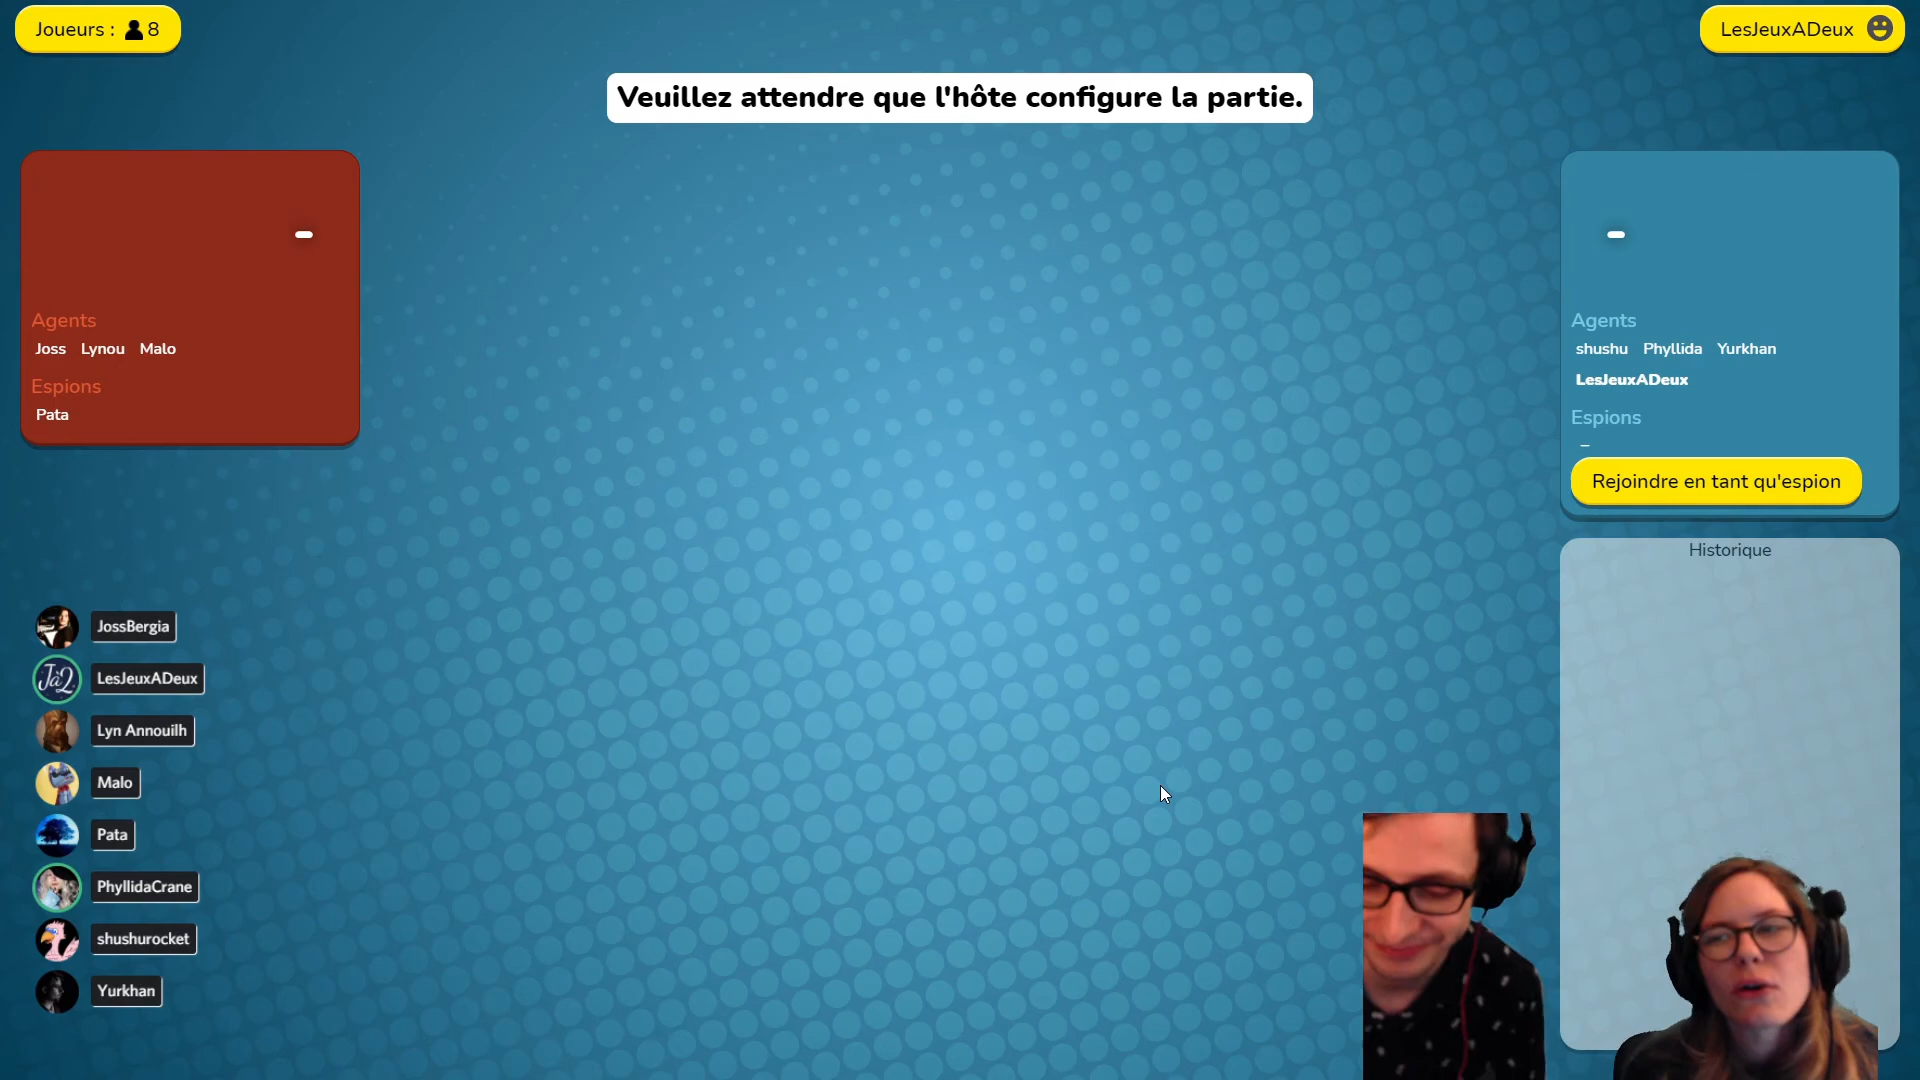 Joueurs : 8
LesJeuxADeux
Veuillez attendre que l'hôte configure la partie.
-
Agents
Joss Lynou Malo
Espions
Pata
-
Agents
shushu Phyllida Yurkhan
LesJeuxADeux
Espions
–
Rejoindre en tant qu'espion
Historique
JossBergia
Jà2
LesJeuxADeux
Lyn Annouilh
Malo
Pata
PhyllidaCrane
shushurocket
Yurkhan